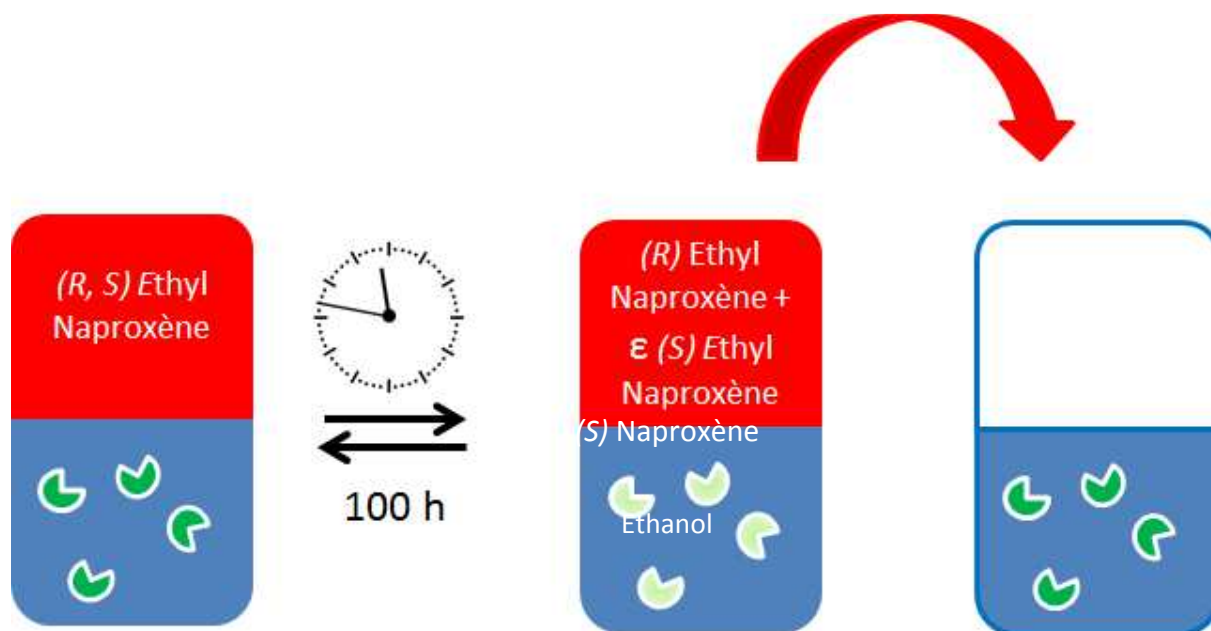 (R, S) Ethyl
Naproxène
100 h
(R) Ethyl
Naproxène +
ε (S) Ethyl
Naproxène
(S) Naproxène
Ethanol